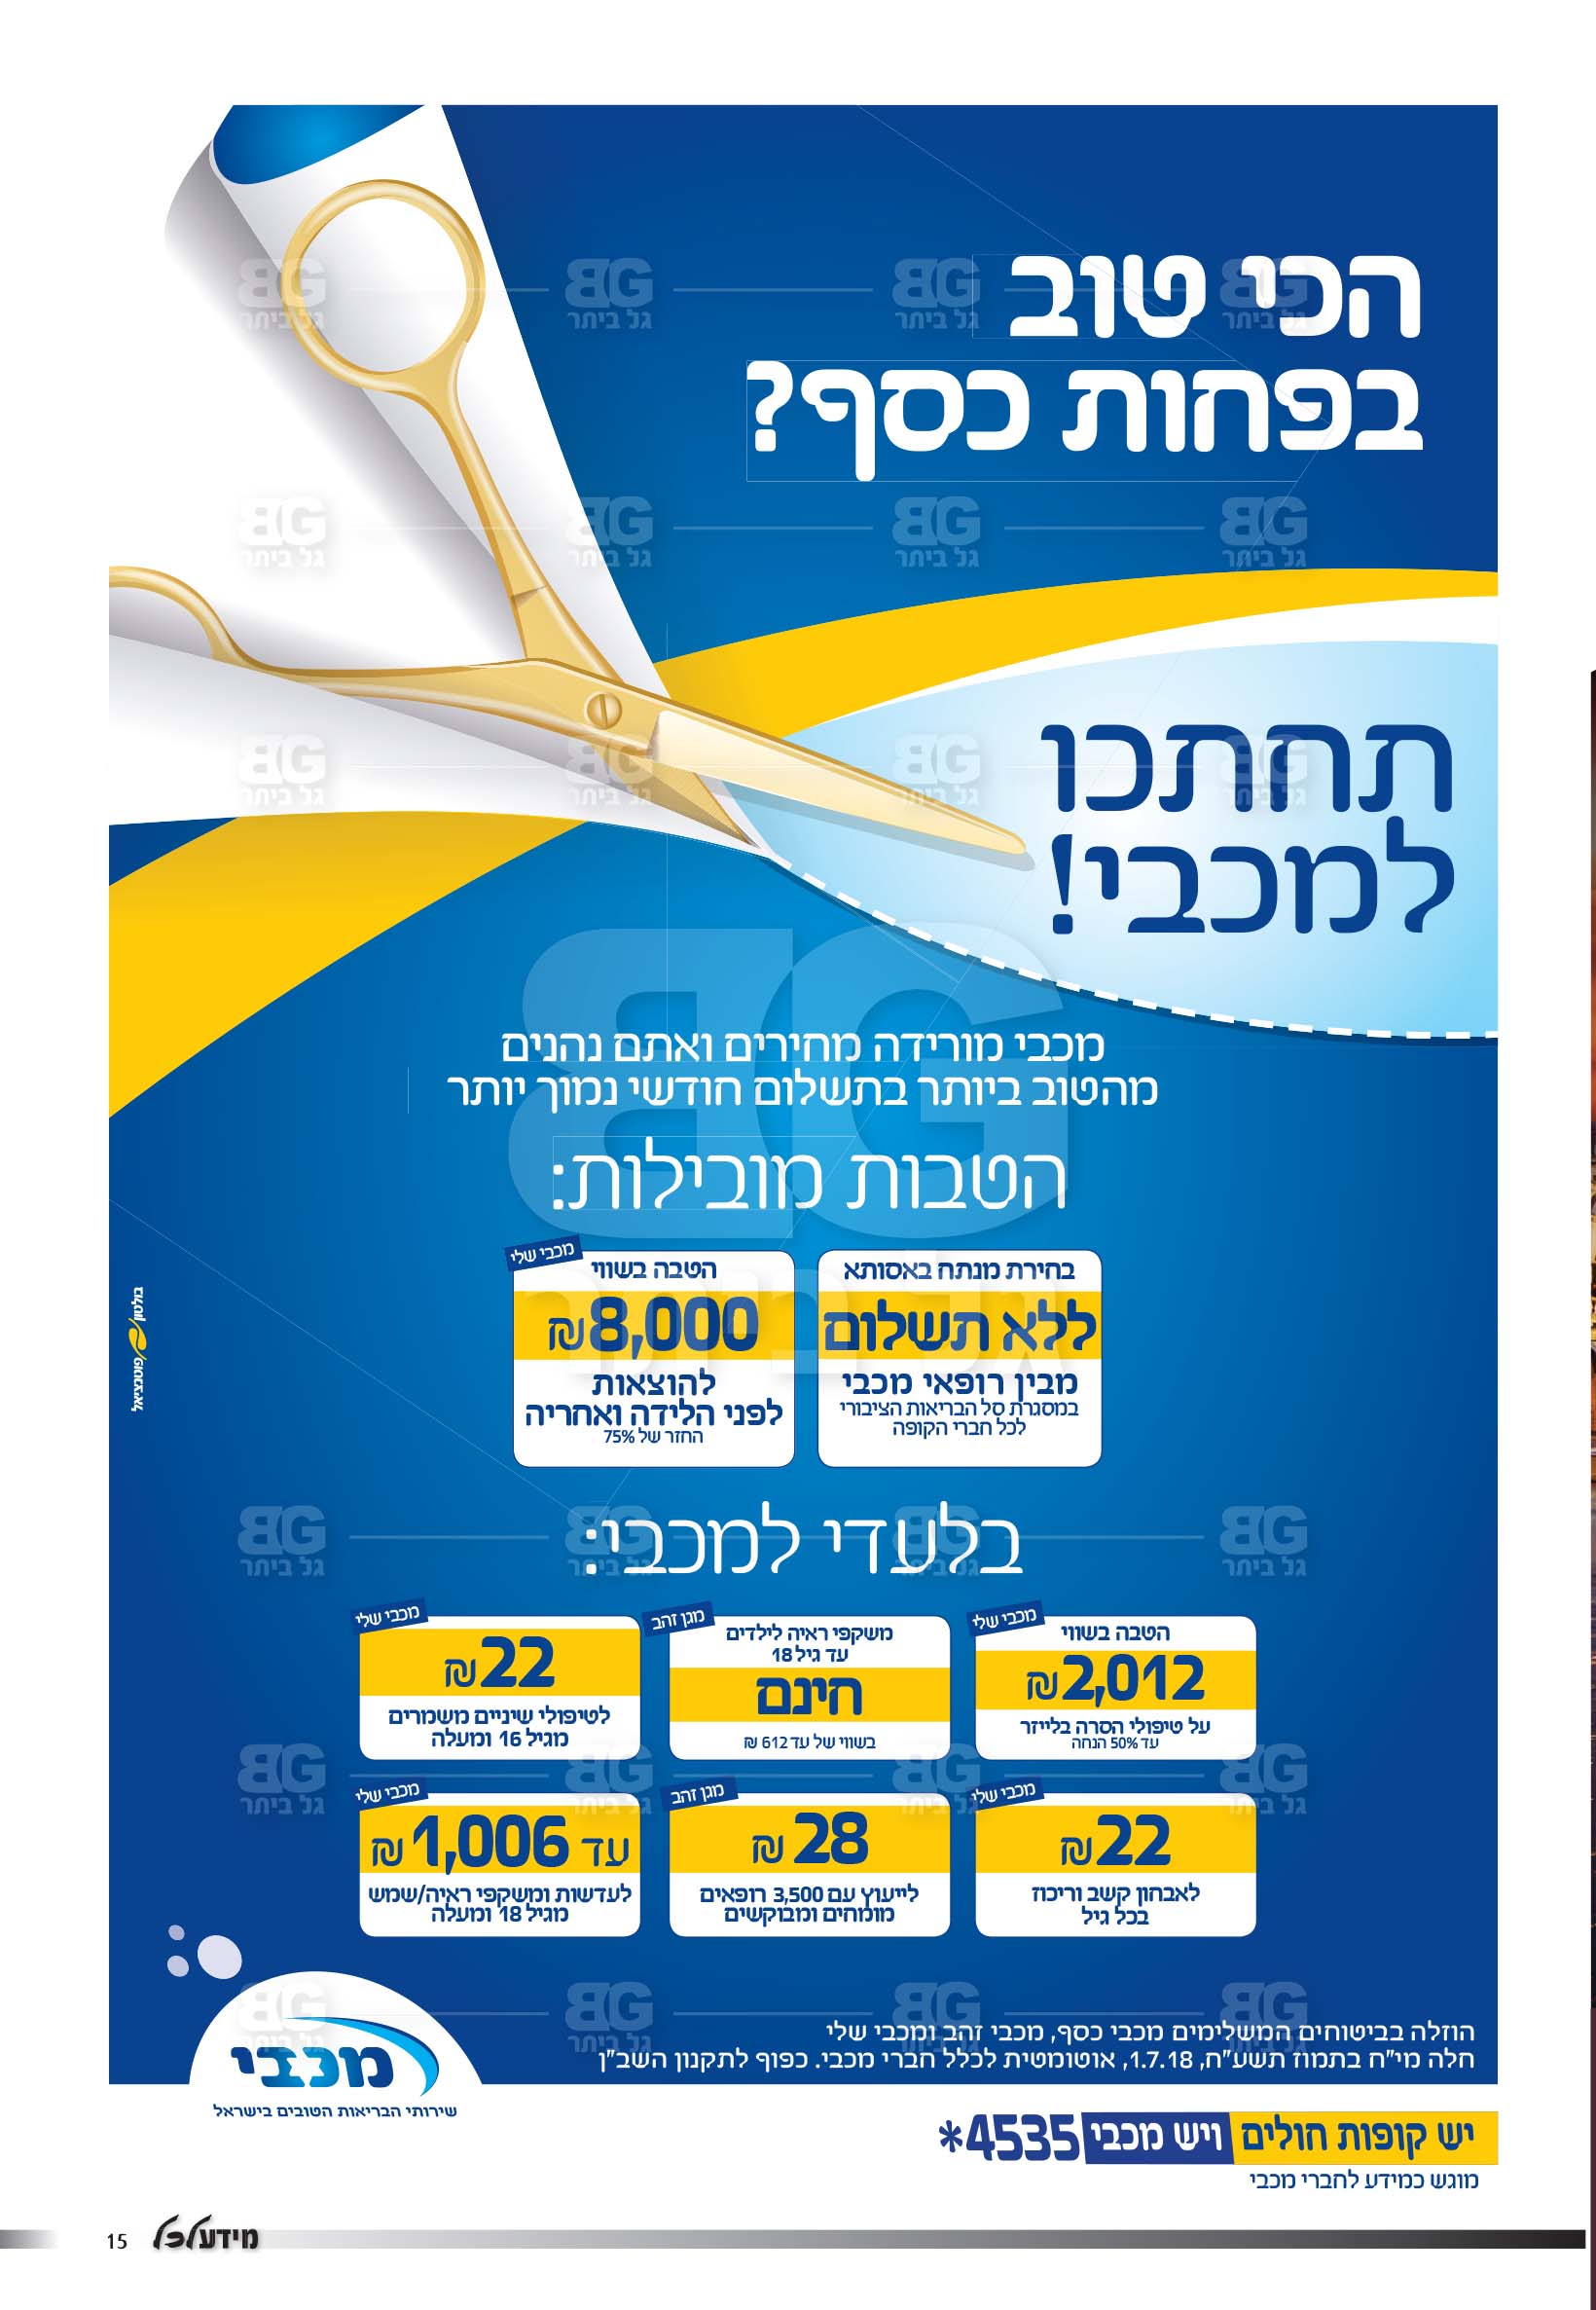 הכי טוב
בפחות כסף?
תחתכו
למכבי!
מכבי מורידה מחירים ואתם נהנים
מהטוב ביותר בתשלום חודשי נמוך יותר
הטבות מובילות:
בחירת מנתח באסותא
ללא תשלום
מבין רופאי מכבי
במסגרת סל הבריאות הציבורי
לכל חברי הקופה
מכבי שלי
הטבה בשווי
8,000₪
להוצאות
לפני הלידה ואחריה
החזר של 75%
בולטון פוטנציאל
בלעדי למכבי:
מכבי שלי
הטבה בשווי
2,012₪
על טיפולי הסרה בלייזר
עד 50% הנחה
מגן זהב
משקפי ראיה לילדים
עד גיל 18
חינם
בשווי של עד 612 ₪
מכבי שלי
22₪
לטיפולי שיניים משמרים
מגיל 16 ומעלה
מכבי שלי
22₪
לאבחון קשב וריכוז
בכל גיל
מגן זהב
28 ₪
לייעוץ עם 3,500 רופאים
מומחים ומבוקשים
מכבי שלי
עד 1,006 ₪
לעדשות ומשקפי ראיה/שמש
מגיל 18 ומעלה
הוזלה בביטוחים המשלימים מכבי כסף, מכבי זהב ומכבי שלי
חלה מי"ח בתמוז תשע"ח, 1.7.18, אוטומטית לכלל חברי מכבי. כפוף לתקנון השב"ן
מכבי
שירותי הבריאות הטובים בישראל
יש קופות חולים ויש מכבי 4535*
מוגש כמידע לחברי מכבי
מידע לכל 15
BG
גל ביתר